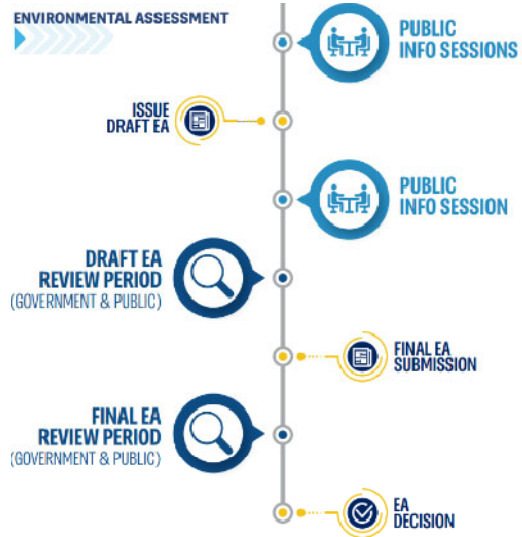 ENVIRONMENTAL ASSESSMENT
PUBLIC
INFO SESSIONS
ISSUE
DRAFT EA
PUBLIC
INFO SESSION
DRAFT EA
REVIEW PERIOD
(GOVERNMENT & PUBLIC)
FINAL EA
SUBMISSION
FINAL EA
REVIEW PERIOD
(GOVERNMENT & PUBLIC)
EA
DECISION